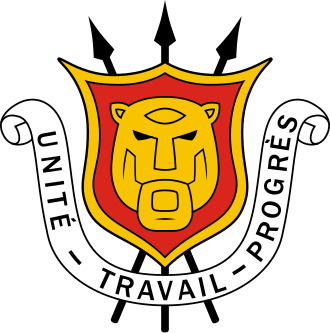 UNITÉ - TRAVAIL - PROGRÈS